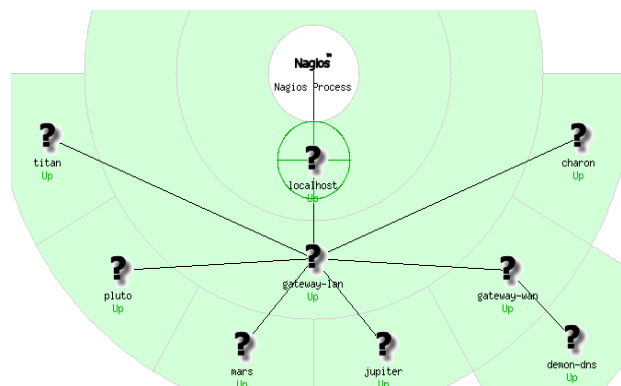 Nagios™
Nagios Process
?
localhost
Up
?
titan
Up
?
charon
Up
?
gateway-lan
Up
?
pluto
Up
?
gateway-wan
Up
?
mars
Up
?
jupiter
Up
?
demon-dns
Up